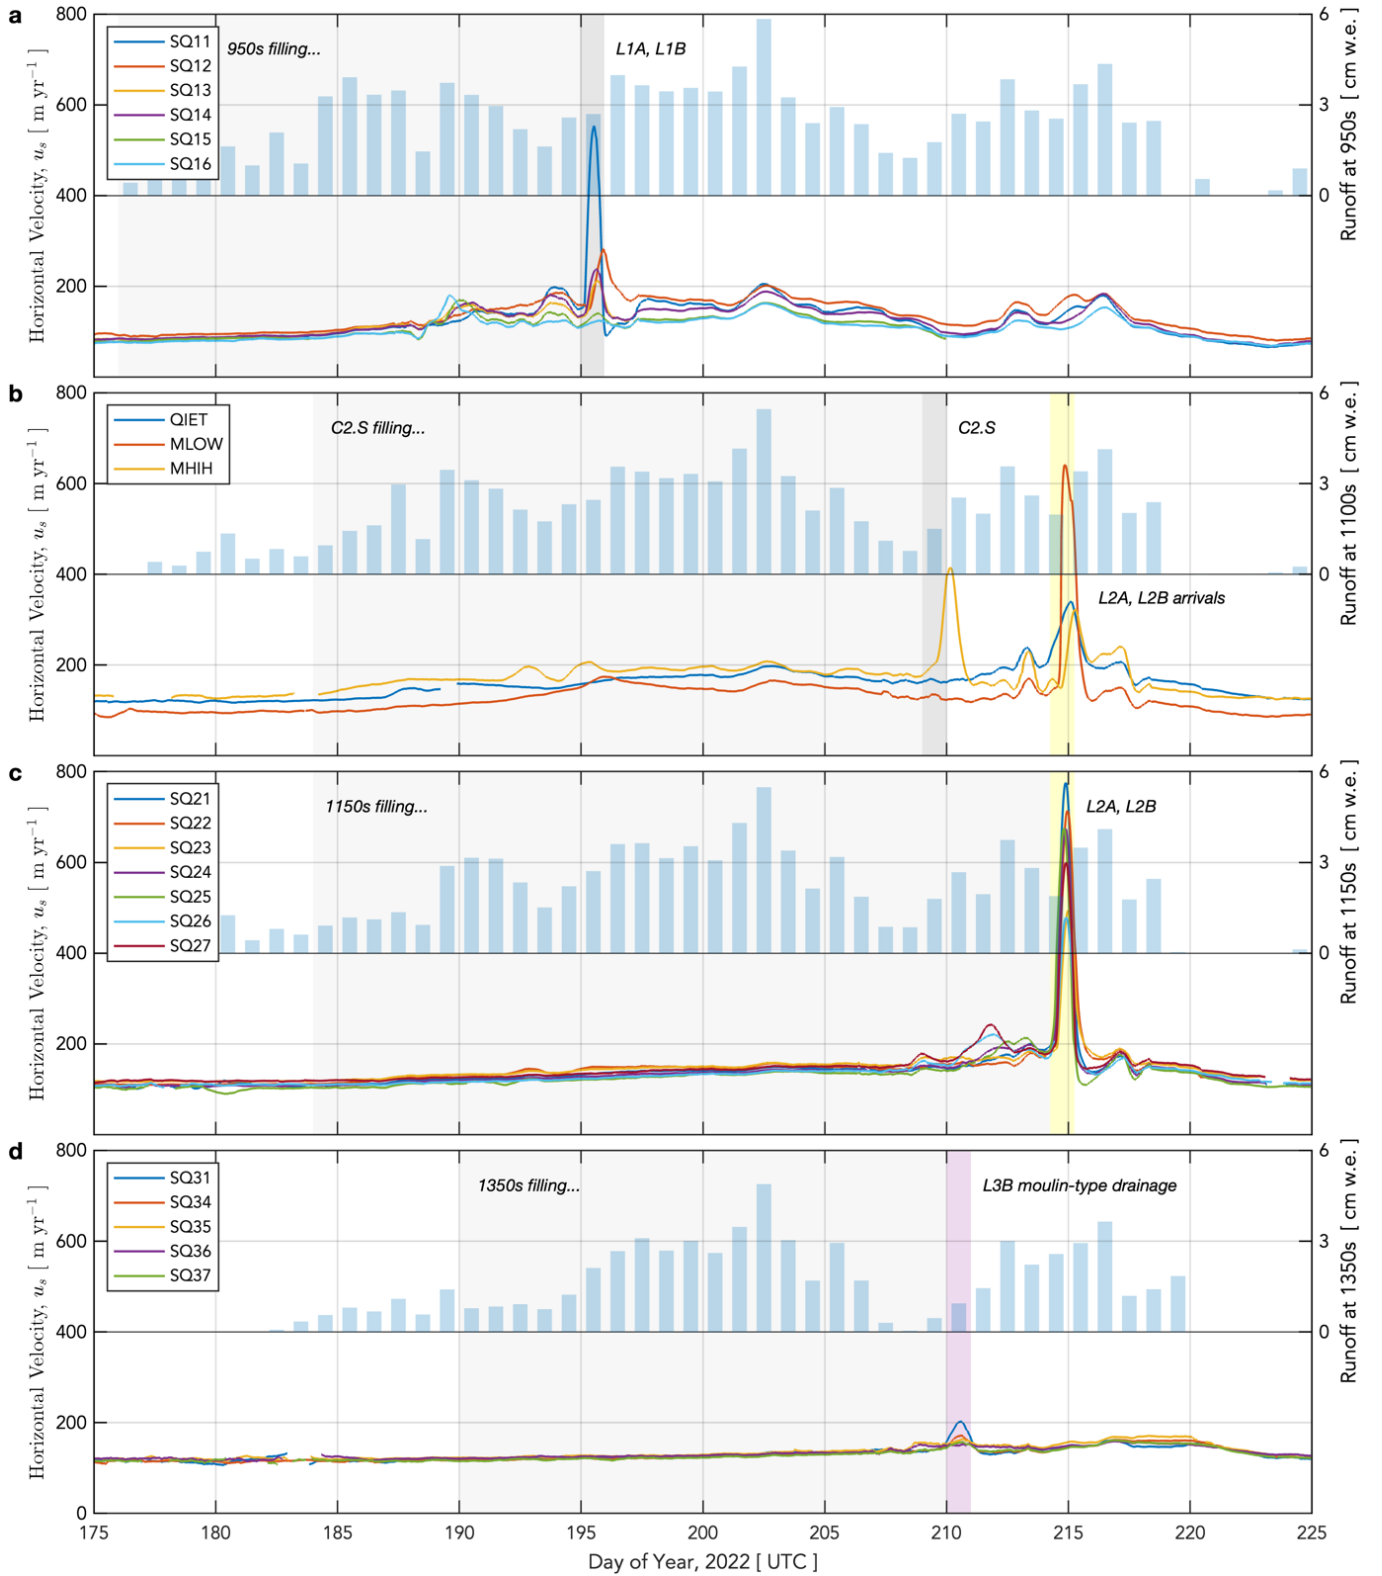 a
800
600
400
200
Horizontal Velocity, u_s [ m yr⁻¹ ]
SQ11
SQ12
SQ13
SQ14
SQ15
SQ16
950s filling...
L1A, L1B
6
3
0
Runoff at 950s [ cm w.e. ]
b
800
600
400
200
Horizontal Velocity, u_s [ m yr⁻¹ ]
QIET
MLOW
MHIH
C2.S filling...
C2.S
L2A, L2B arrivals
6
3
0
Runoff at 1100s [ cm w.e. ]
c
800
600
400
200
Horizontal Velocity, u_s [ m yr⁻¹ ]
SQ21
SQ22
SQ23
SQ24
SQ25
SQ26
SQ27
1150s filling...
L2A, L2B
6
3
0
Runoff at 1150s [ cm w.e. ]
d
800
600
400
200
0
Horizontal Velocity, u_s [ m yr⁻¹ ]
SQ31
SQ34
SQ35
SQ36
SQ37
1350s filling...
L3B moulin-type drainage
6
3
0
Runoff at 1350s [ cm w.e. ]
175 180 185 190 195 200 205 210 215 220 225
Day of Year, 2022 [ UTC ]